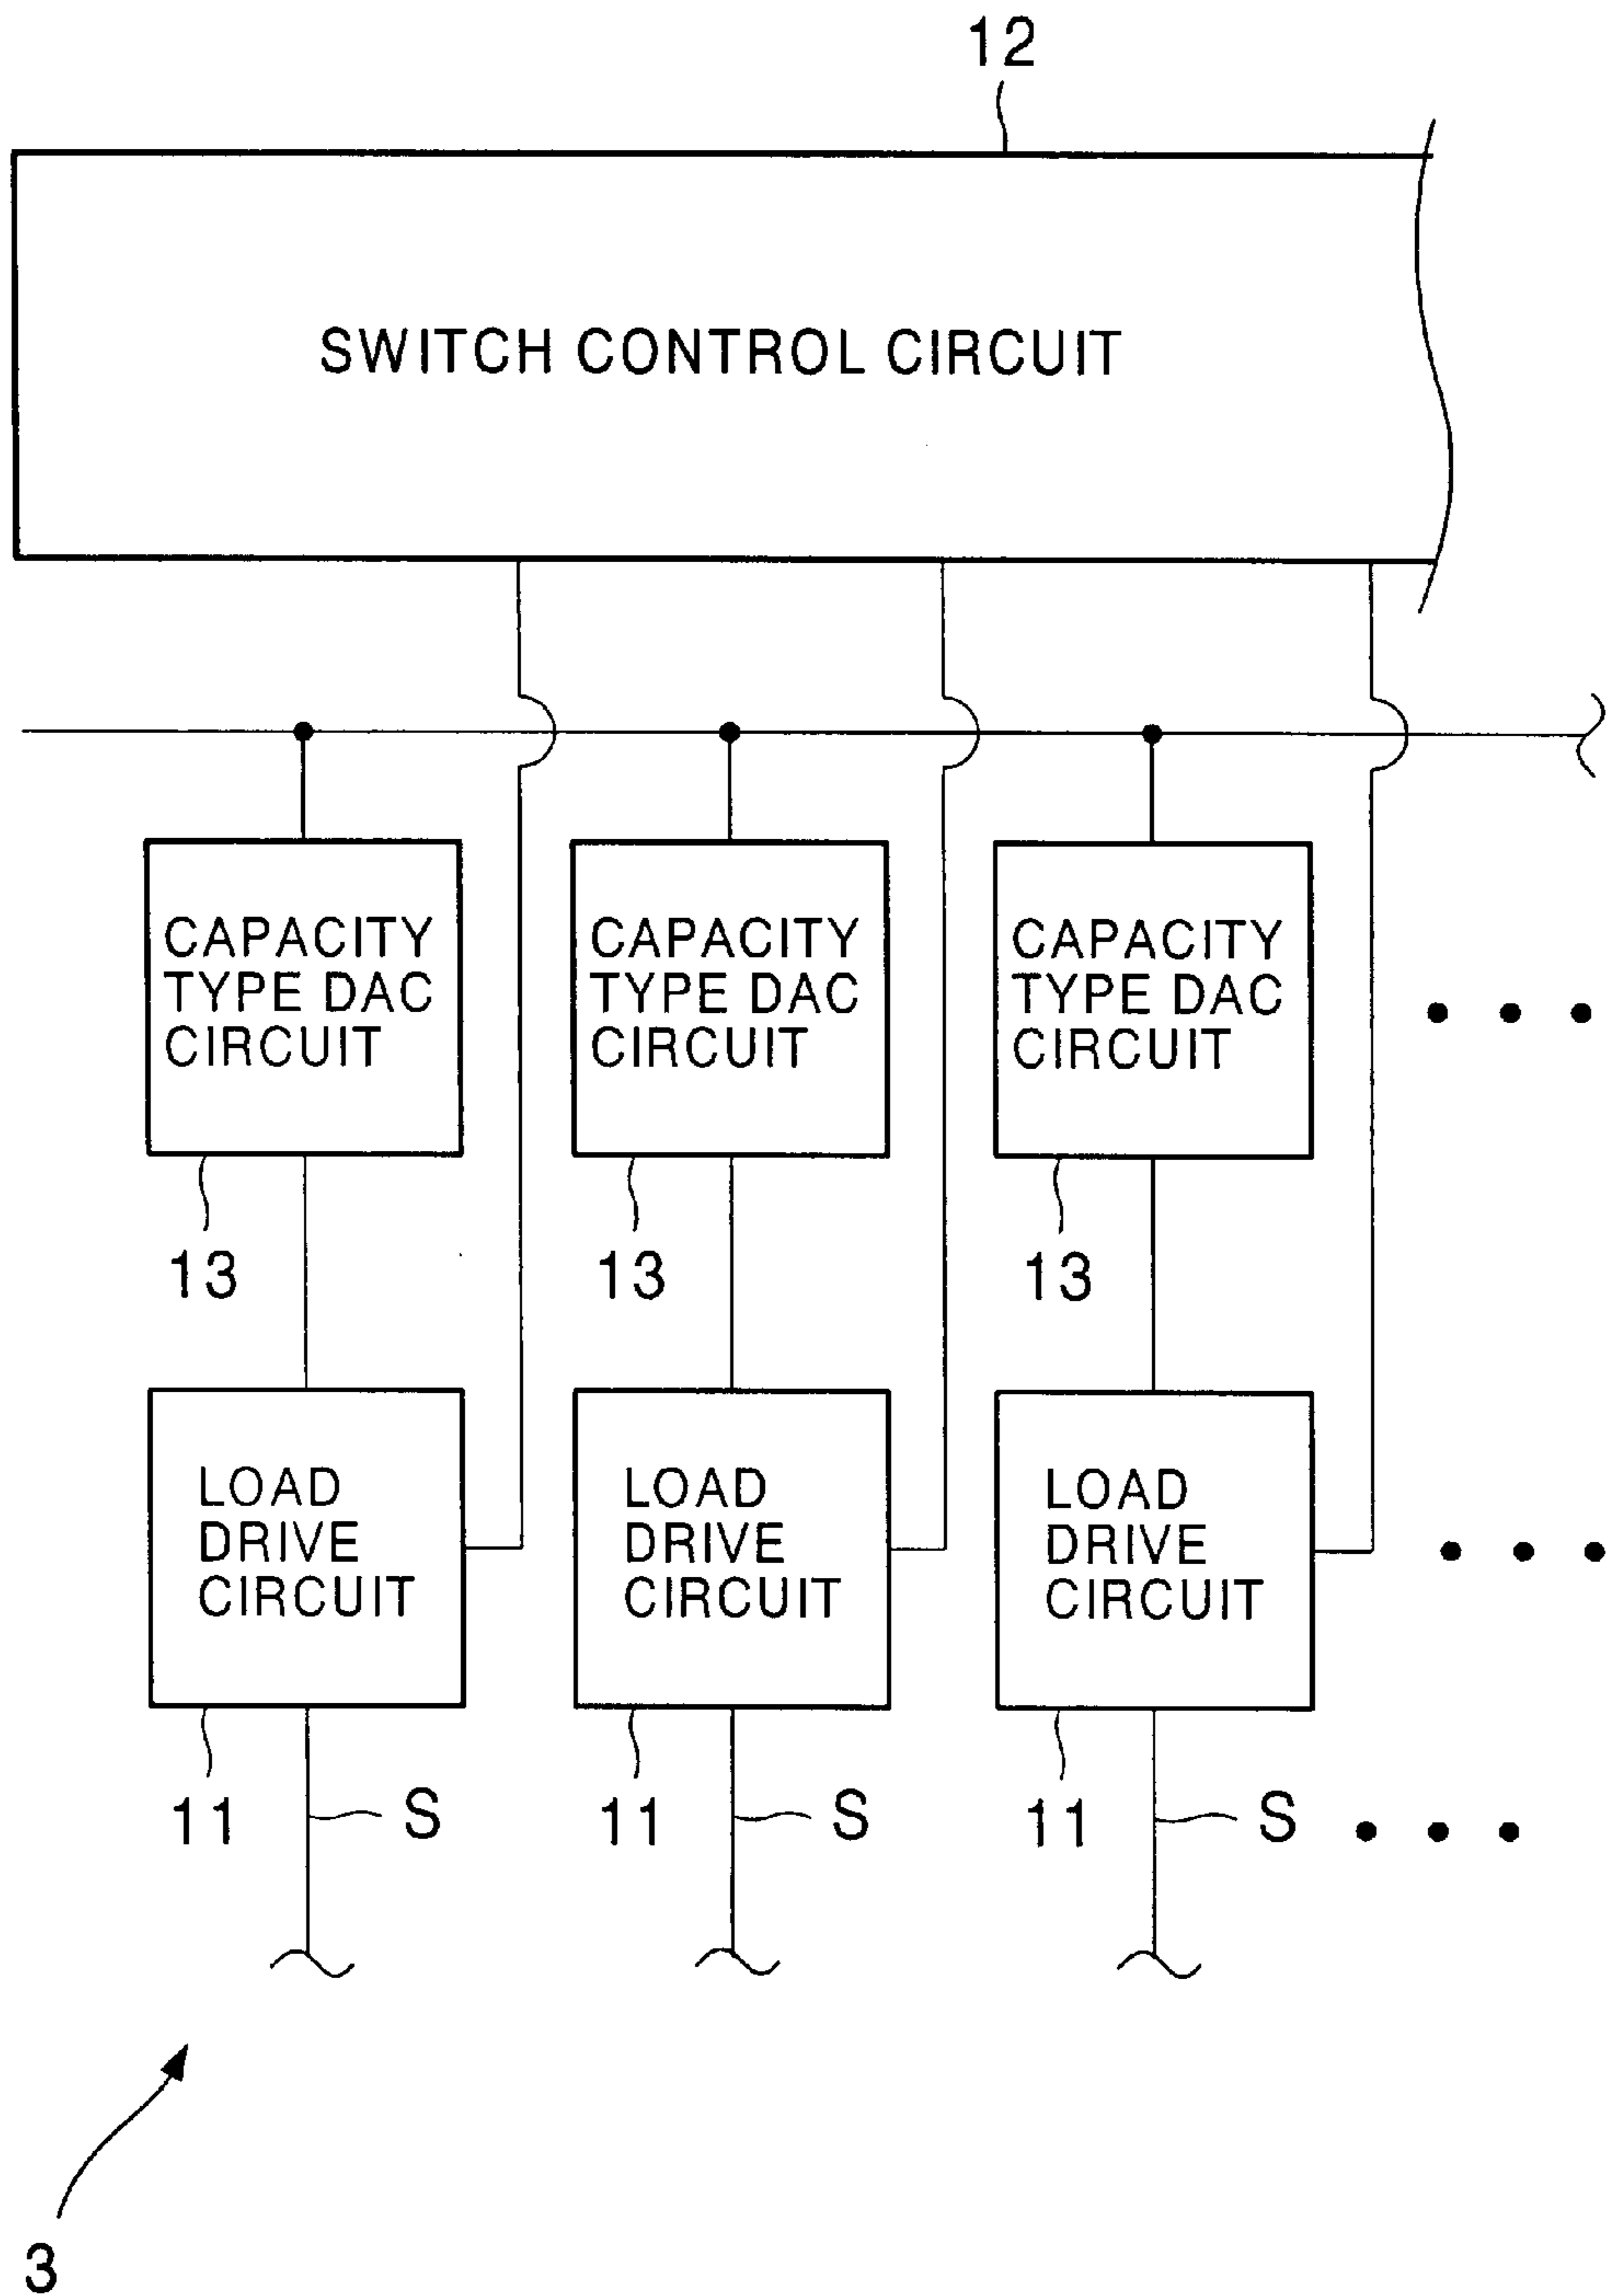 12
SWITCH CONTROL CIRCUIT
CAPACITY
TYPE DAC
CIRCUIT
CAPACITY
TYPE DAC
CIRCUIT
CAPACITY
TYPE DAC
CIRCUIT
13
13
13
LOAD
DRIVE
CIRCUIT
LOAD
DRIVE
CIRCUIT
LOAD
DRIVE
CIRCUIT
11
S
11
S
11
S
3